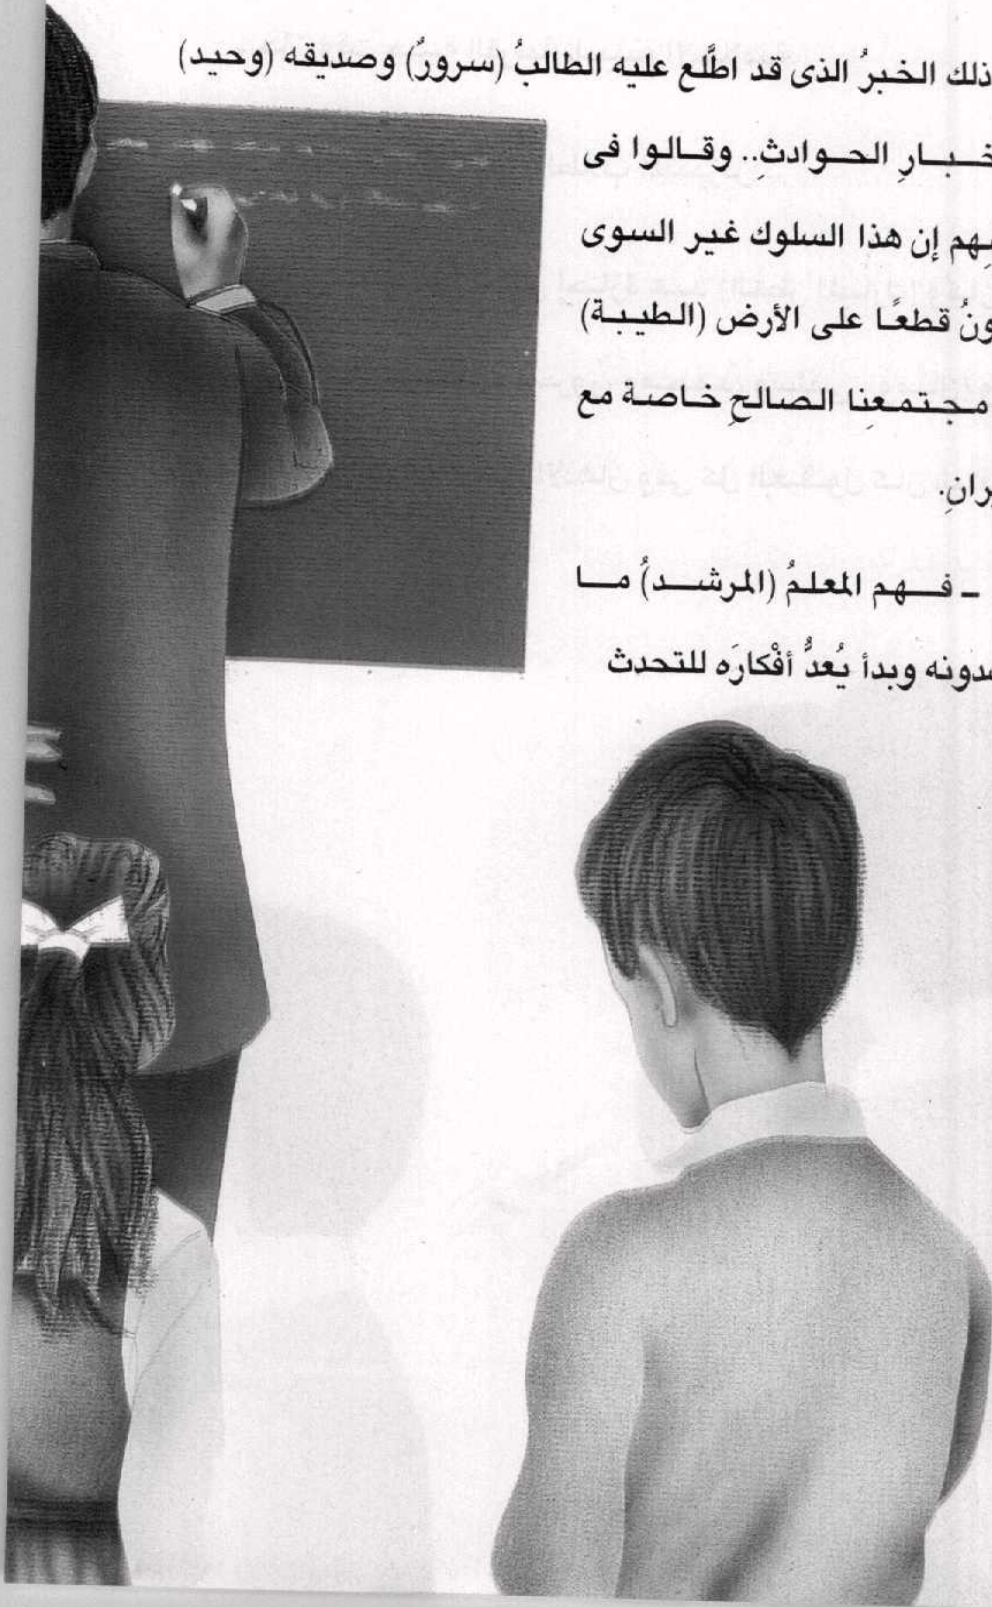 ذلك الخبرُ الذى قد اطَّلع عليه الطالبُ (سرورٌ) وصديقه (وحيد)
خبارِ الحوادثِ.. وقالوا فى
هم إن هذا السلوك غير السوى
ونُ قطعًا على الأرض (الطيبة)
مجتمعِنا الصالحِ خاصة مع
رانِ.
ـ فهم المعلمُ (المرشدُ) ما
دونه وبدأ يُعدُّ أفْكارَه للتحدث